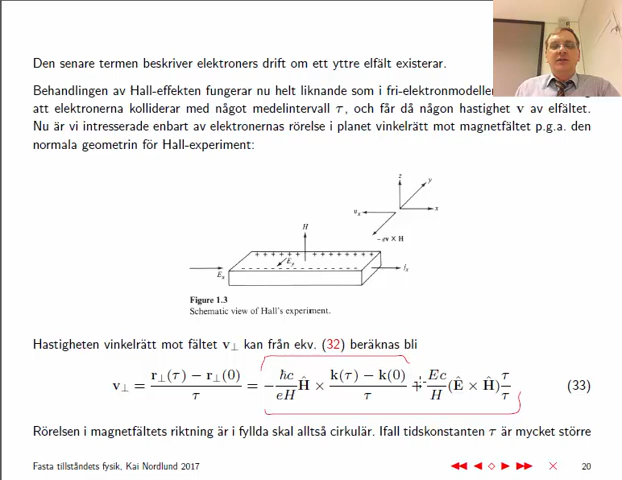 Den senare termen beskriver elektroners drift om ett yttre elfält existerar.
Behandlingen av Hall-effekten fungerar nu helt liknande som i fri-elektronmodellen
att elektronerna kolliderar med något medelintervall τ, och får då någon hastighet v av elfältet.
Nu är vi intresserade enbart av elektronernas rörelse i planet vinkelrätt mot magnetfältet p.g.a. den
normala geometrin för Hall-experiment:
z
y
x
vₓ
-ev X H
H
+ + + + + + + + + + + + + + + +
Eᵧ
Eₓ
jₓ
Figure 1.3
Schematic view of Hall's experiment.
Hastigheten vinkelrätt mot fältet v⊥ kan från ekv. (32) beräknas bli
v⊥ = (r⊥(τ) − r⊥(0))/τ = −(ħc/eH) Ĥ × (k(τ) − k(0))/τ + (Ec/H)(Ê × Ĥ) τ/τ (33)
Rörelsen i magnetfältets riktning är i fyllda skal alltså cirkulär. Ifall tidskonstanten τ är mycket större
Fasta tillståndets fysik, Kai Nordlund 2017
20